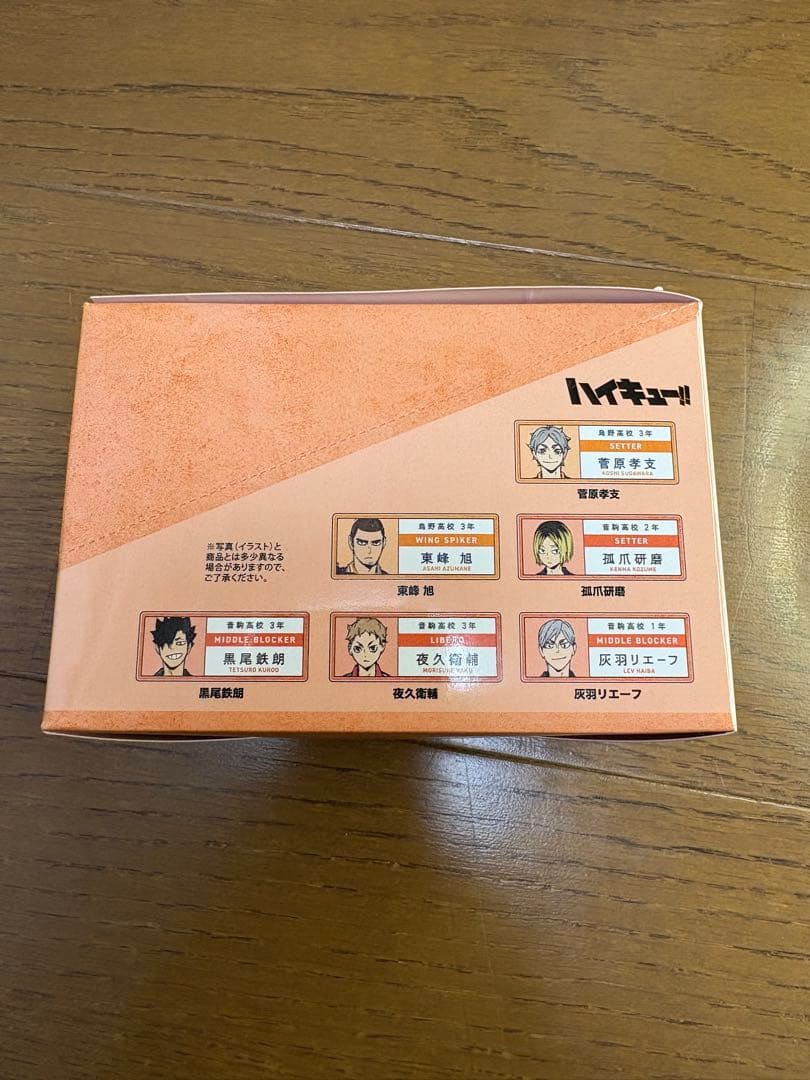 ハイキュー!!
烏野高校 3年
SETTER
菅原孝支
KOSHI SUGAWARA
菅原孝支
※写真(イラスト)と
商品とは多少異なる
場合がありますので、
ご了承ください。
烏野高校 3年
WING SPIKER
東峰 旭
ASAHI AZUMANE
東峰 旭
音駒高校 2年
SETTER
孤爪研磨
KENMA KOZUME
孤爪研磨
音駒高校 3年
MIDDLE BLOCKER
黒尾鉄朗
TETSURO KUROO
黒尾鉄朗
音駒高校 3年
LIBERO
夜久衛輔
MORISUKE YAKU
夜久衛輔
音駒高校 1年
MIDDLE BLOCKER
灰羽リエーフ
LEV HAIBA
灰羽リエーフ